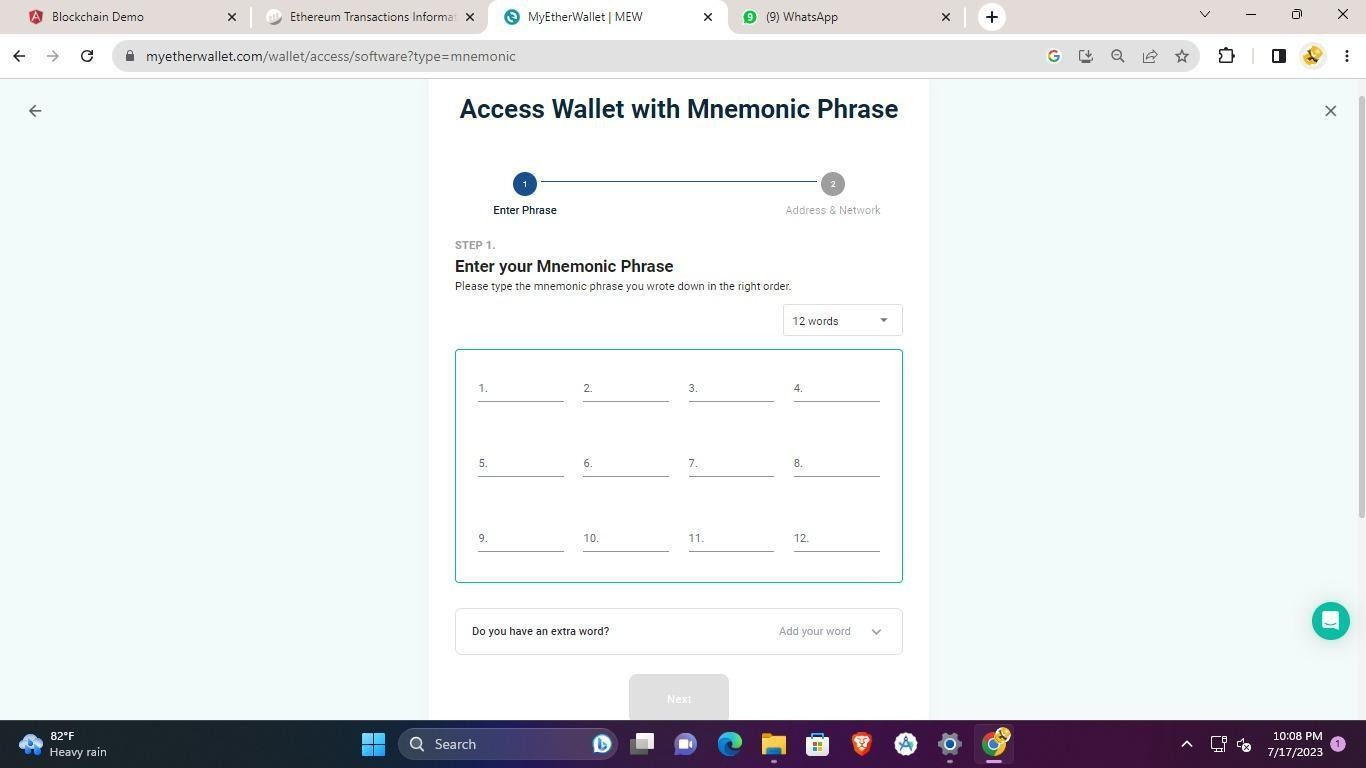 Blockchain Demo
Ethereum Transactions Informat
MyEtherWallet | MEW
9
(9) WhatsApp
myetherwallet.com/wallet/access/software?type=mnemonic
Access Wallet with Mnemonic Phrase
1
2
Enter Phrase
Address & Network
STEP 1.
Enter your Mnemonic Phrase
Please type the mnemonic phrase you wrote down in the right order.
12 words
1. 2. 3. 4.
5. 6. 7. 8.
9. 10. 11. 12.
Do you have an extra word? Add your word
Next
82°F
Heavy rain
Search
10:08 PM
7/17/2023
1